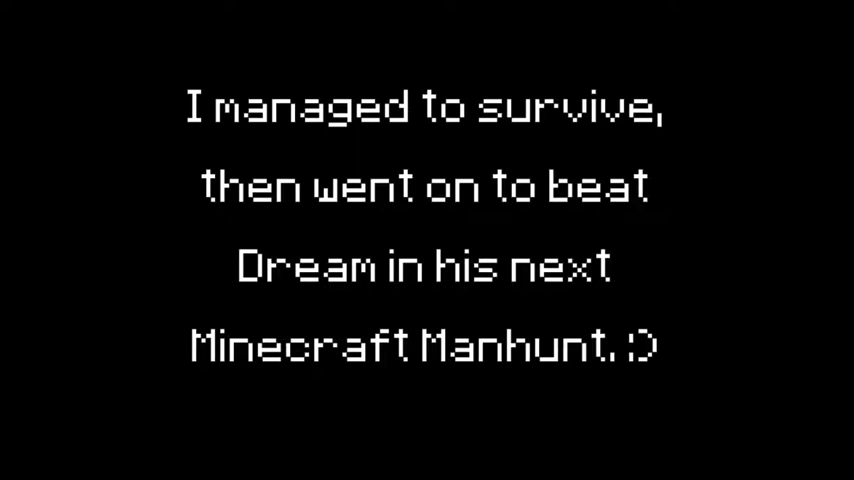 I managed to survive,
then went on to beat
Dream in his next
Minecraft Manhunt. :)